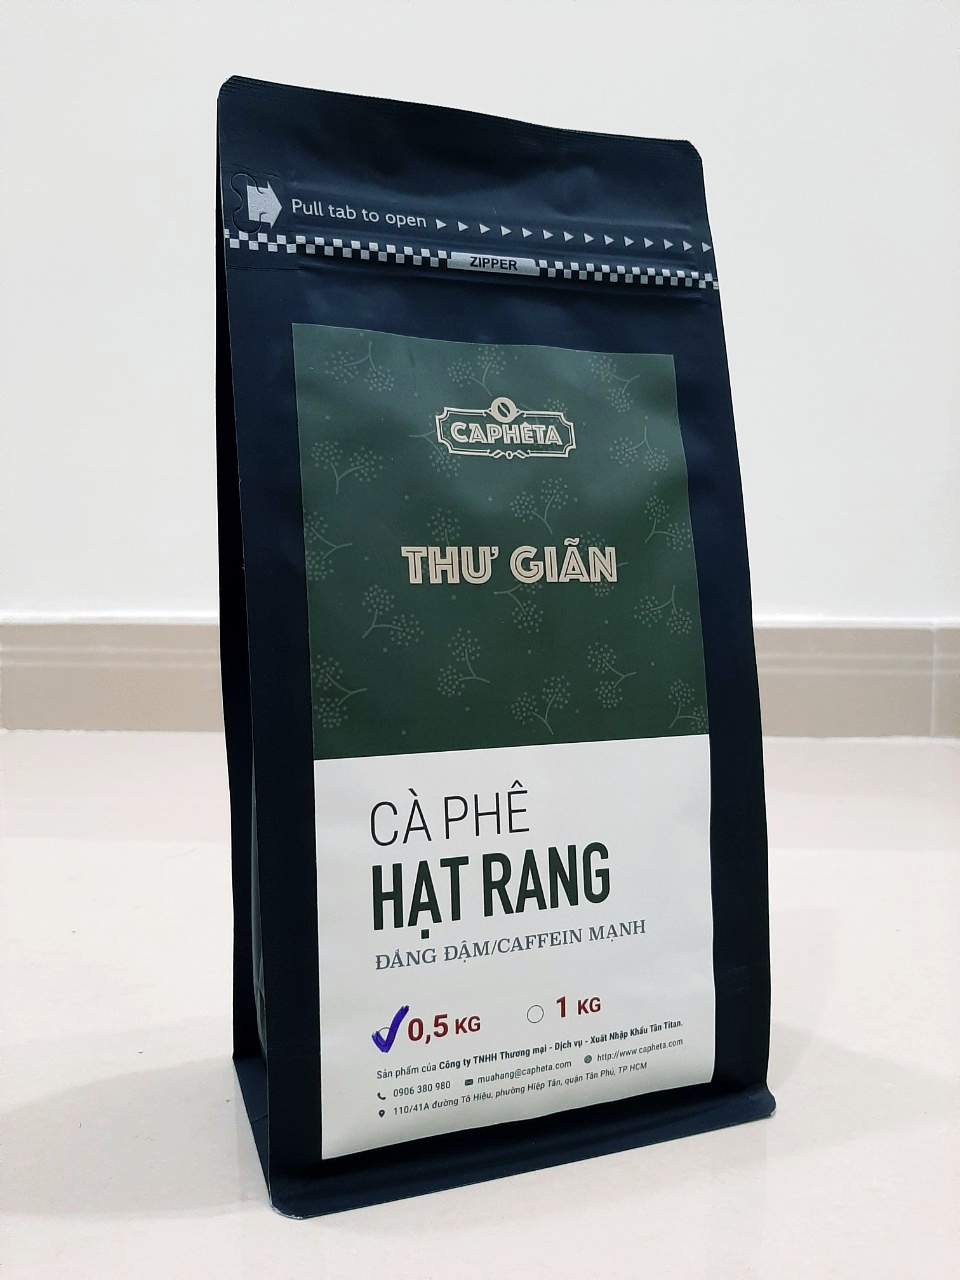 Pull tab to open
ZIPPER
CAPHÊTA
THƯ GIÃN
CÀ PHÊ
HẠT RANG
ĐẮNG ĐẬM/CAFFEIN MẠNH
0,5 KG 1 KG
Sản phẩm của Công ty TNHH Thương mại - Dịch vụ - Xuất Nhập Khẩu Tân Titan.
0906 380 980 muahang@capheta.com http://www.capheta.com
110/41A đường Tô Hiệu, phường Hiệp Tân, quận Tân Phú, TP HCM